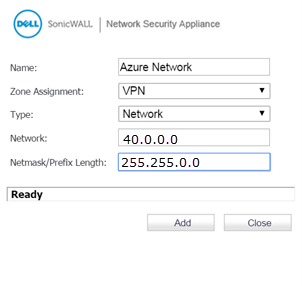 DELL SonicWALL | Network Security Appliance
Name: Azure Network
Zone Assignment: VPN
Type: Network
Network: 40.0.0.0
Netmask/Prefix Length: 255.255.0.0
Ready
Add Close